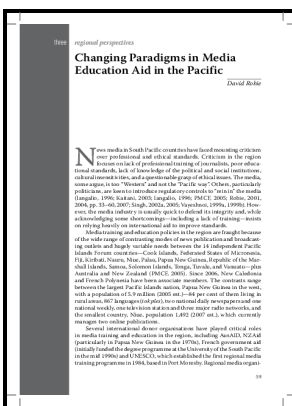 three regional perspectives
Changing Paradigms in Media
Education Aid in the Pacific
David Robie
News media in South Pacific countries have faced mounting criticism
over professional and ethical standards. Criticism in the region
focuses on lack of professional training of journalists, poor educa-
tional standards, lack of knowledge of the political and social institutions,
cultural insensitivities, and a questionable grasp of ethical issues. The media,
some argue, is too "Western" and not the "Pacific way". Others, particularly
politicians, are keen to introduce regulatory controls to "rein in" the media
(Iangalio, 1996; Kaitani, 2003; Iangalio, 1996; PMCF, 2005; Robie, 2001,
2004, pp. 33–60, 2007; Singh, 2002a, 2005; Vayeshnoi, 1999a, 1999b). How-
ever, the media industry is usually quick to defend its integrity and, while
acknowledging some shortcomings—including a lack of training—insists
on relying heavily on international aid to improve standards.
Media training and education policies in the region are fraught because
of the wide range of contrasting modes of news publication and broadcast-
ing outlets and hugely variable needs between the 14 independent Pacific
Islands Forum countries—Cook Islands, Federated States of Micronesia,
Fiji, Kiribati, Nauru, Niue, Palau, Papua New Guinea, Republic of the Mar-
shall Islands, Samoa, Solomon Islands, Tonga, Tuvalu, and Vanuatu—plus
Australia and New Zealand (PMCF, 2005). Since 2006, New Caledonia
and French Polynesia have been associate members. The contrasts range
between the largest Pacific Islands nation, Papua New Guinea in the west,
with a population of 5.9 million (2005 est.)—84 per cent of them living in
rural areas, 867 languages (tok ples), two national daily newspapers and one
national weekly, one television station and three major radio networks, and
the smallest country, Niue, population 1,492 (2007 est.), which currently
manages two online publications.
Several international donor organisations have played critical roles
in media training and education in the region, including AusAID, NZAid
(particularly in Papua New Guinea in the 1970s), French government aid
(initially funded the degree programme at the University of the South Pacific
in the mid 1990s) and UNESCO, which established the first regional media
training programme in 1984, based in Port Moresby. Regional media organi-
59